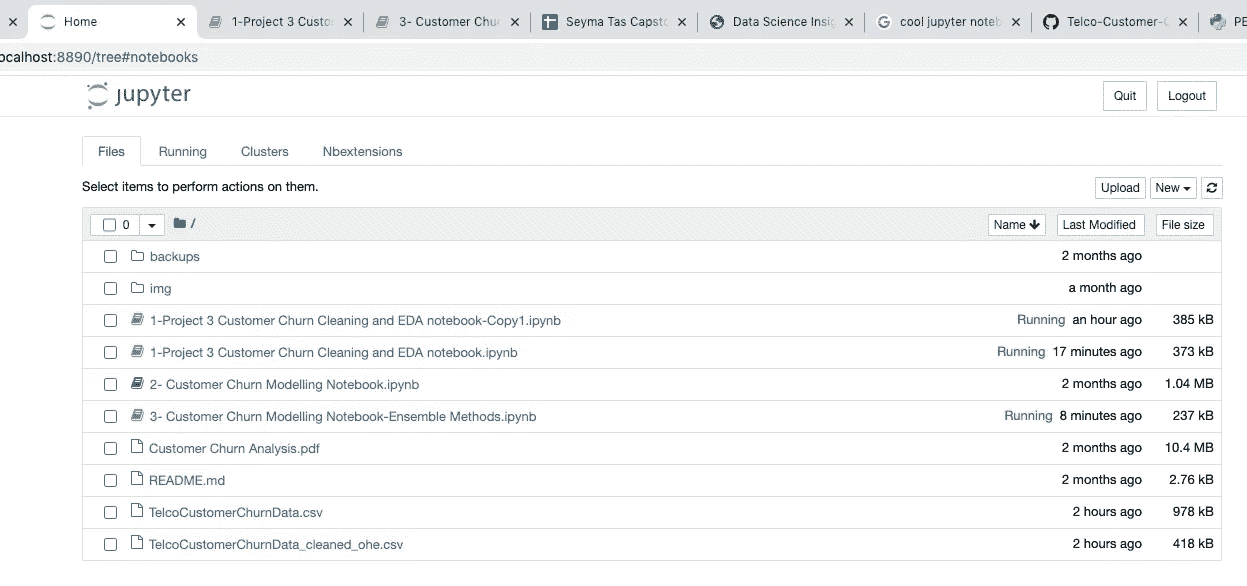 Home 1-Project 3 Custo 3- Customer Chu Seyma Tas Capsto Data Science Insig cool jupyter noteb Telco-Customer-C PE
ocalhost:8890/tree#notebooks
jupyter Quit Logout
Files Running Clusters Nbextensions
Select items to perform actions on them. Upload New
0 / Name Last Modified File size
backups 2 months ago
img a month ago
1-Project 3 Customer Churn Cleaning and EDA notebook-Copy1.ipynb Running an hour ago 385 kB
1-Project 3 Customer Churn Cleaning and EDA notebook.ipynb Running 17 minutes ago 373 kB
2- Customer Churn Modelling Notebook.ipynb 2 months ago 1.04 MB
3- Customer Churn Modelling Notebook-Ensemble Methods.ipynb Running 8 minutes ago 237 kB
Customer Churn Analysis.pdf 2 months ago 10.4 MB
README.md 2 months ago 2.76 kB
TelcoCustomerChurnData.csv 2 hours ago 978 kB
TelcoCustomerChurnData_cleaned_ohe.csv 2 hours ago 418 kB